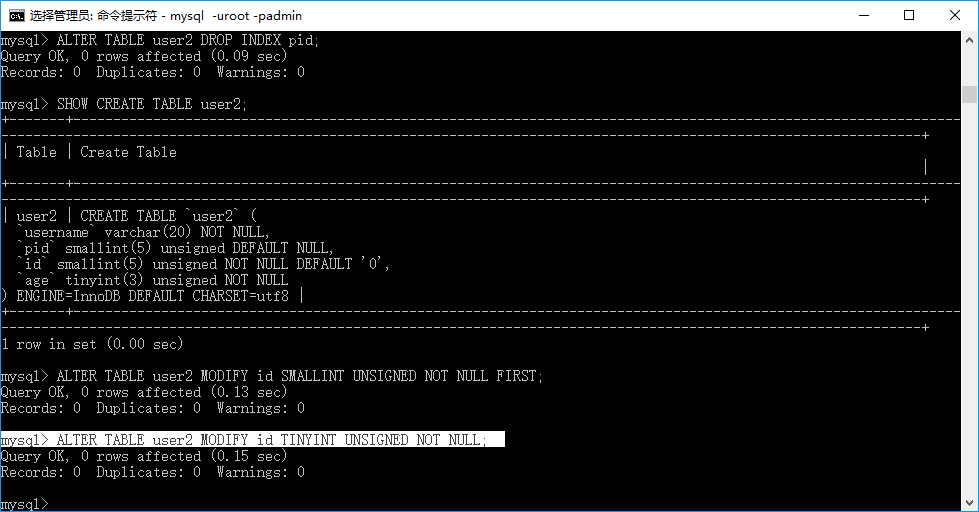 选择管理员: 命令提示符 - mysql  -uroot -padmin
mysql> ALTER TABLE user2 DROP INDEX pid;
Query OK, 0 rows affected (0.09 sec)
Records: 0  Duplicates: 0  Warnings: 0
mysql> SHOW CREATE TABLE user2;
+-------+---------------------------------------------------------------------------------------------------------------
-------------------------------------------------------------------------------------------------------------------+
| Table | Create Table
|
+-------+---------------------------------------------------------------------------------------------------------------
-------------------------------------------------------------------------------------------------------------------+
| user2 | CREATE TABLE `user2` (
  `username` varchar(20) NOT NULL,
  `pid` smallint(5) unsigned DEFAULT NULL,
  `id` smallint(5) unsigned NOT NULL DEFAULT '0',
  `age` tinyint(3) unsigned NOT NULL
) ENGINE=InnoDB DEFAULT CHARSET=utf8 |
+-------+---------------------------------------------------------------------------------------------------------------
-------------------------------------------------------------------------------------------------------------------+
1 row in set (0.00 sec)
mysql> ALTER TABLE user2 MODIFY id SMALLINT UNSIGNED NOT NULL FIRST;
Query OK, 0 rows affected (0.13 sec)
Records: 0  Duplicates: 0  Warnings: 0
mysql> ALTER TABLE user2 MODIFY id TINYINT UNSIGNED NOT NULL;
Query OK, 0 rows affected (0.15 sec)
Records: 0  Duplicates: 0  Warnings: 0
mysql>